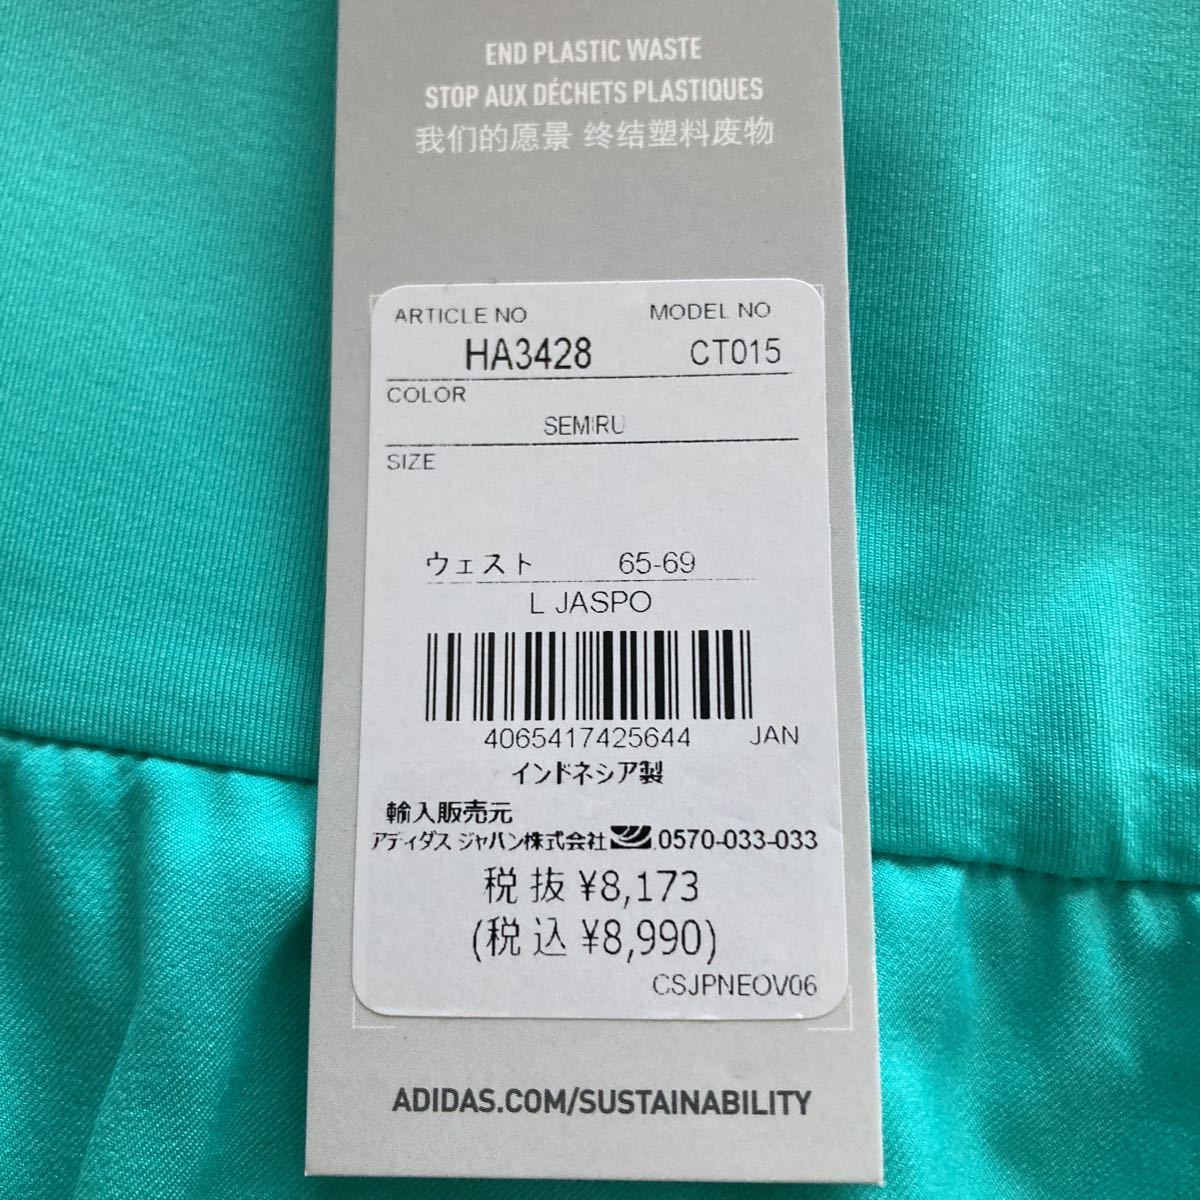 END PLASTIC WASTE
STOP AUX DÉCHETS PLASTIQUES
我们的愿景 终结塑料废物
ARTICLE NO MODEL NO
HA3428 CT015
COLOR
SEMIRU
SIZE
ウェスト 65-69
L JASPO
4065417425644 JAN
インドネシア製
輸入販売元
アディダス ジャパン株式会社 0570-033-033
税 抜 ¥8,173
(税 込 ¥8,990)
CSJPNEOV06
ADIDAS.COM/SUSTAINABILITY